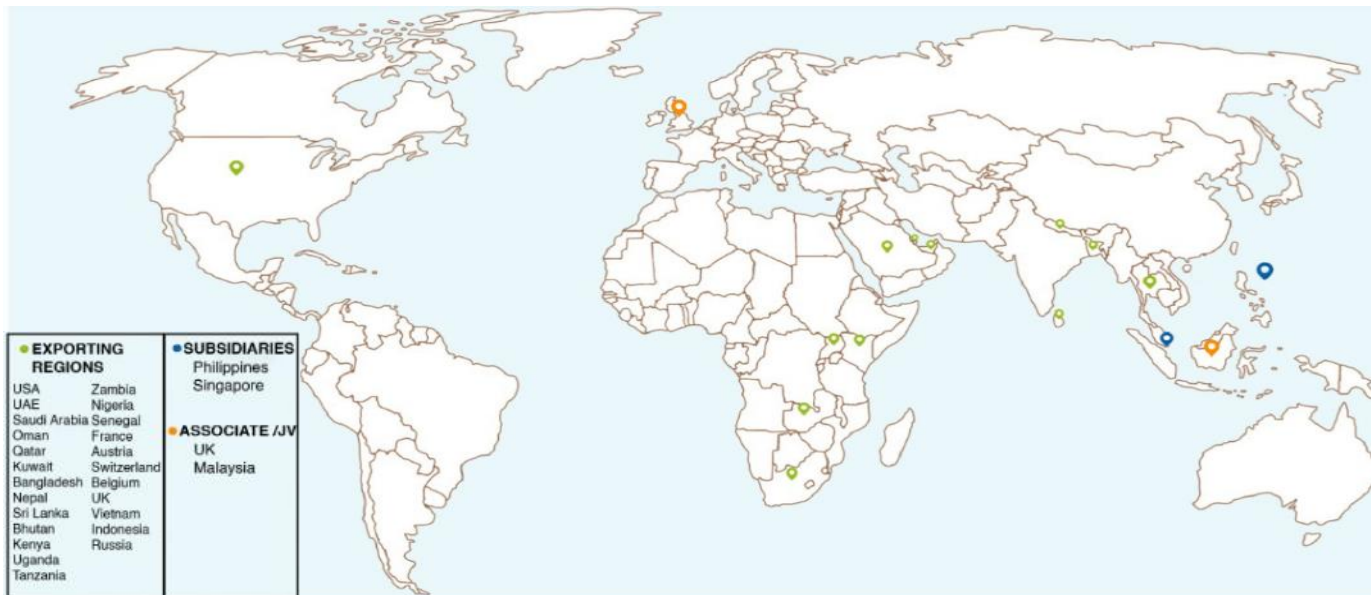 EXPORTING
REGIONS
USA
UAE
Saudi Arabia
Oman
Qatar
Kuwait
Bangladesh
Nepal
Sri Lanka
Bhutan
Kenya
Uganda
Tanzania
Zambia
Nigeria
Senegal
France
Austria
Switzerland
Belgium
UK
Vietnam
Indonesia
Russia
SUBSIDIARIES
Philippines
Singapore
ASSOCIATE /JV
UK
Malaysia